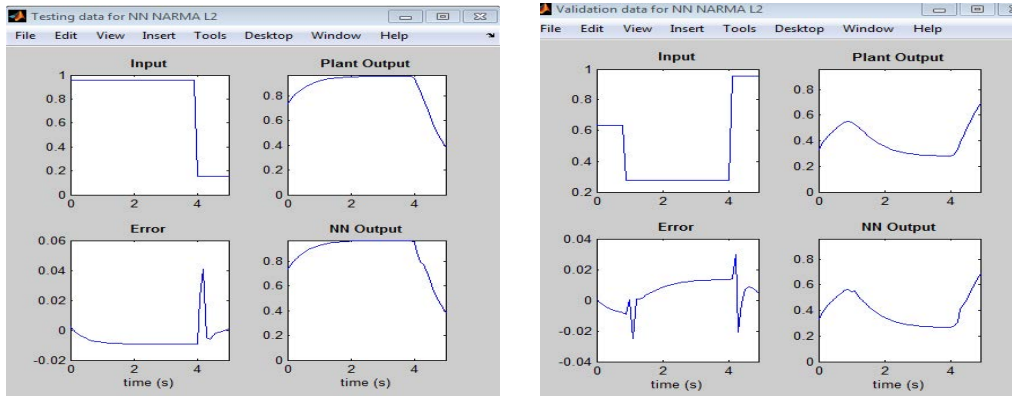 Testing data for NN NARMA L2
File Edit View Insert Tools Desktop Window Help
Input
1
0.8
0.6
0.4
0.2
0
0 2 4
Plant Output
0.8
0.6
0.4
0.2
0
0 2 4
Error
0.06
0.04
0.02
0
-0.02
0 2 4
time (s)
NN Output
0.8
0.6
0.4
0.2
0
0 2 4
time (s)
Validation data for NN NARMA L2
File Edit View Insert Tools Desktop Window Help
Input
1
0.8
0.6
0.4
0.2
0 2 4
Plant Output
0.8
0.6
0.4
0.2
0
0 2 4
Error
0.04
0.02
0
-0.02
-0.04
0 2 4
time (s)
NN Output
0.8
0.6
0.4
0.2
0
0 2 4
time (s)